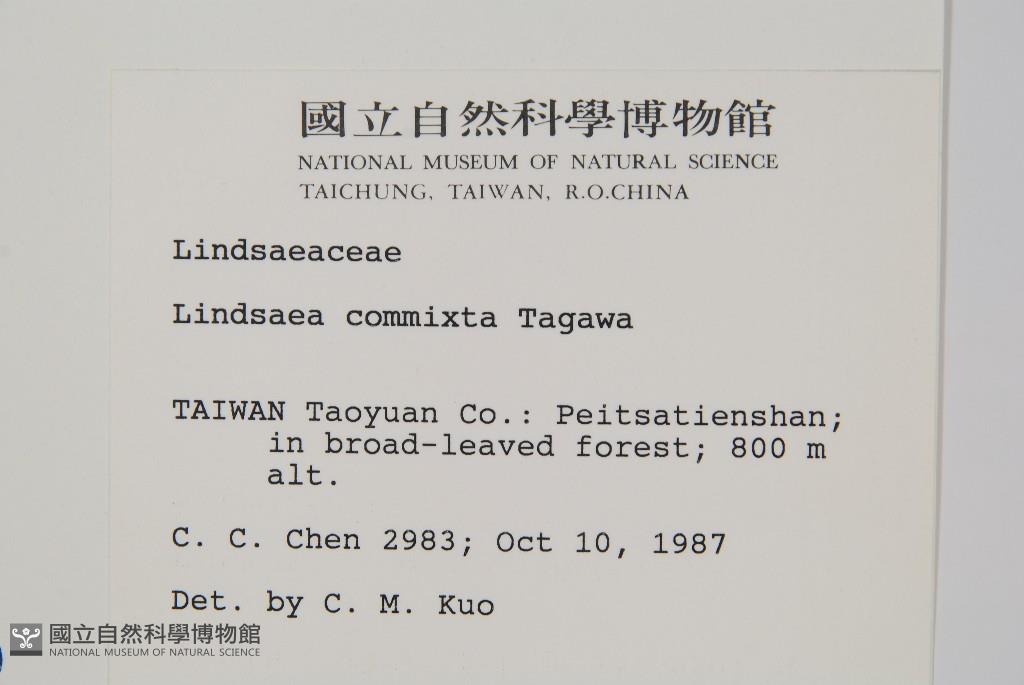 國立自然科學博物館
NATIONAL MUSEUM OF NATURAL SCIENCE
TAICHUNG, TAIWAN, R.O.CHINA
Lindsaeaceae
Lindsaea commixta Tagawa
TAIWAN Taoyuan Co.: Peitsatienshan;
in broad-leaved forest; 800 m
alt.
C. C. Chen 2983; Oct 10, 1987
Det. by C. M. Kuo
國立自然科學博物館
NATIONAL MUSEUM OF NATURAL SCIENCE